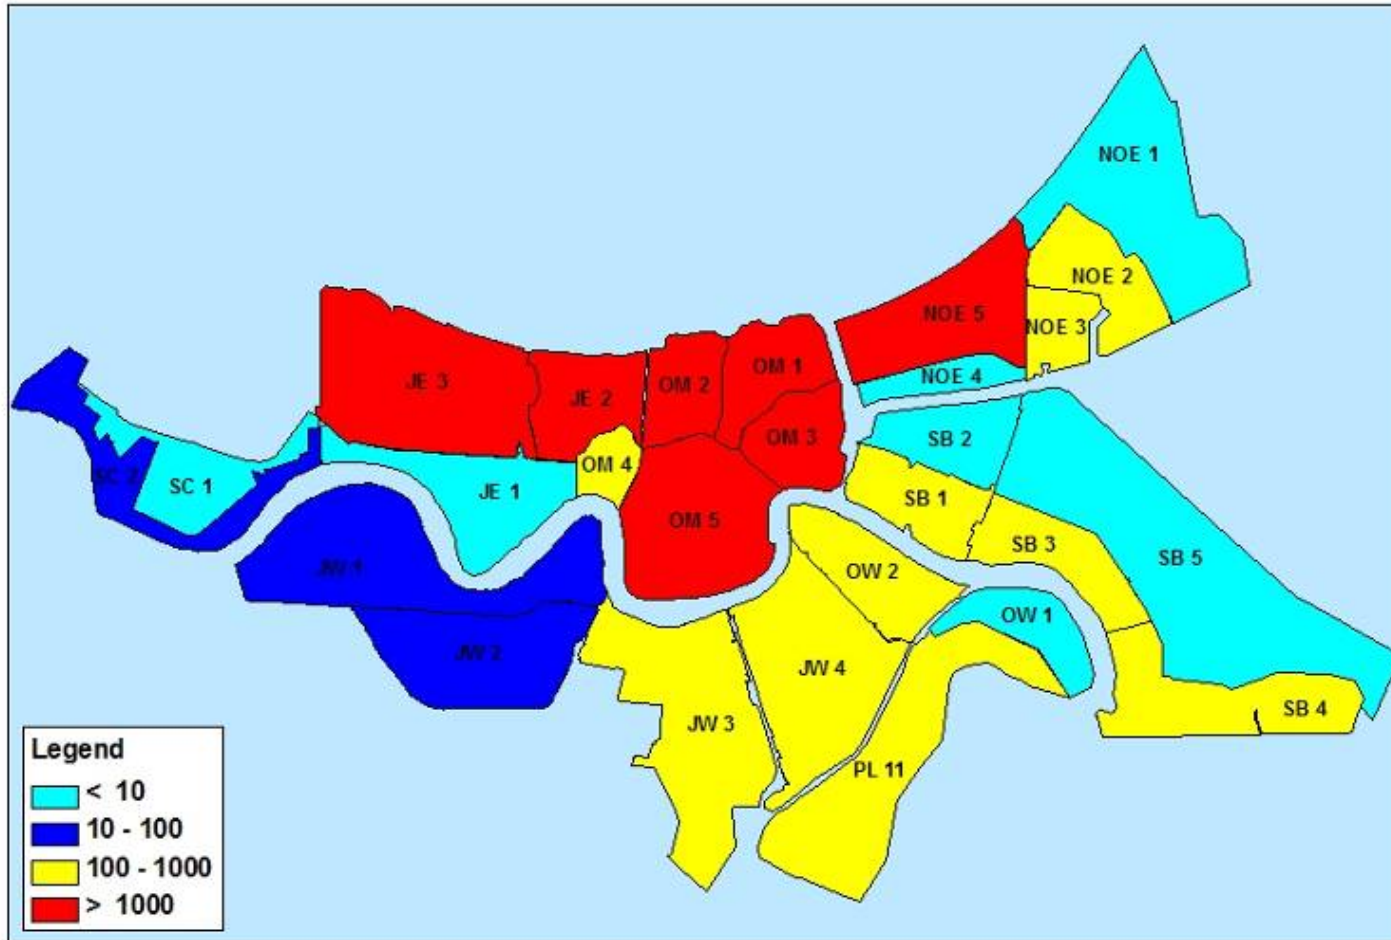 NOE 1
NOE 2
NOE 5
NOE 3
JE 3
OM 1
OM 2
NOE 4
JE 2
OM 3
SB 2
OM 4
SC 2
SC 1
JE 1
SB 1
OM 5
SB 3
SB 5
JW 1
OW 2
OW 1
JW 2
JW 4
SB 4
JW 3
PL 11
Legend
< 10
10 - 100
100 - 1000
> 1000